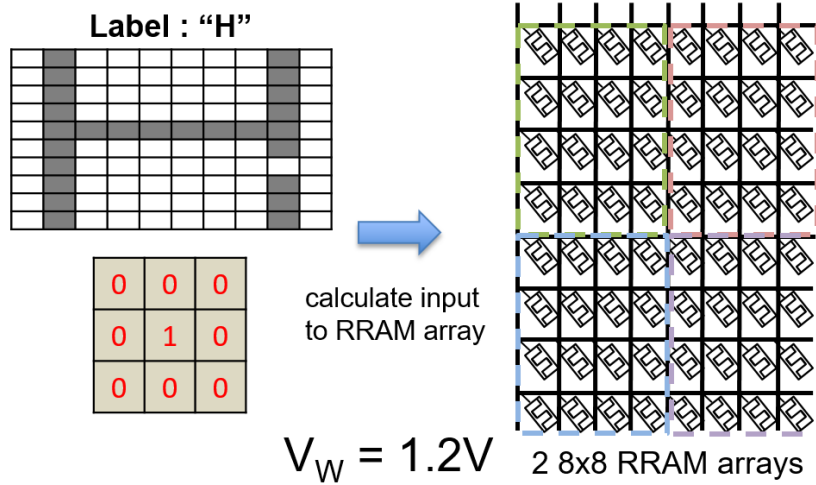 Label : “H”
0 0 0
0 1 0
0 0 0
calculate input
to RRAM array
V_W = 1.2V
2 8x8 RRAM arrays